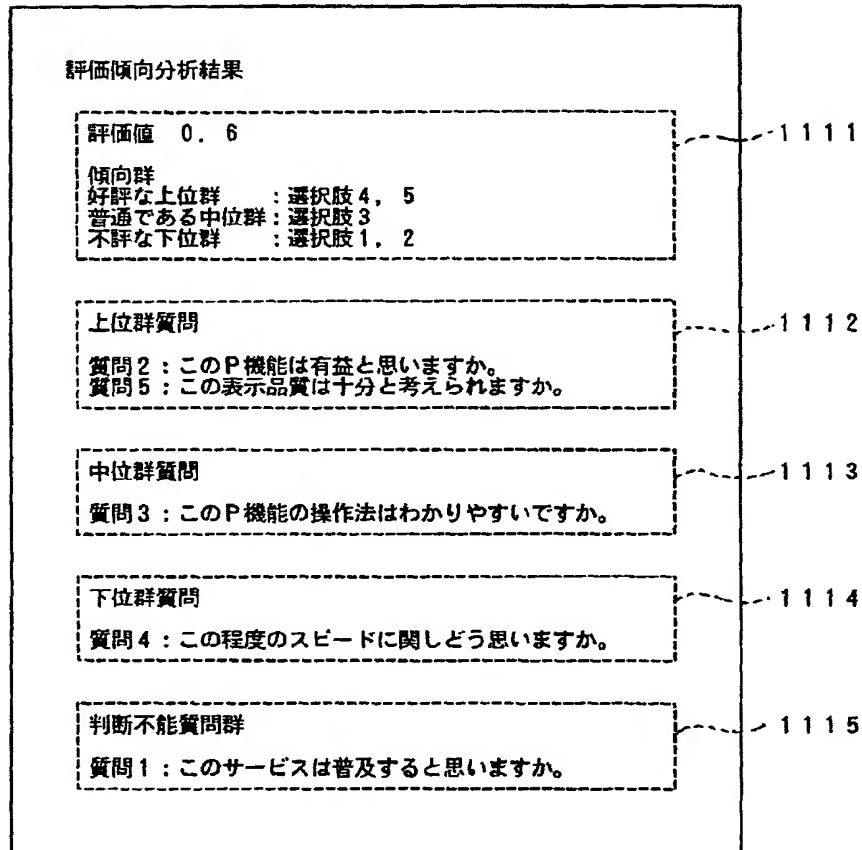 評価傾向分析結果
評価値 0.6
1111
傾向群
好評な上位群 :選択肢4,5
普通である中位群:選択肢3
不評な下位群 :選択肢1,2
上位群質問
1112
質問2:このP機能は有益と思いますか。
質問5:この表示品質は十分と考えられますか。
中位群質問
1113
質問3:このP機能の操作法はわかりやすいですか。
下位群質問
1114
質問4:この程度のスピードに関しどう思いますか。
判断不能質問群
1115
質問1:このサービスは普及すると思いますか。